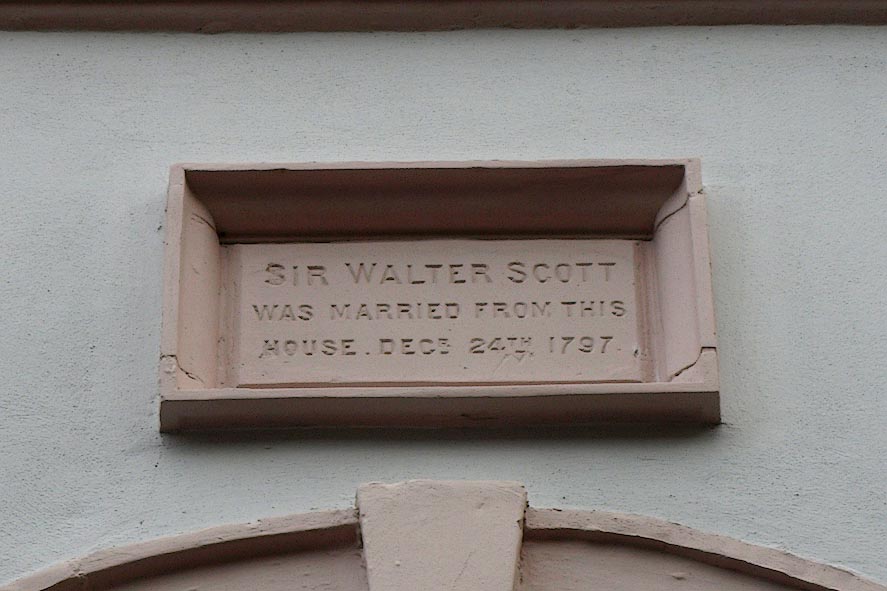 SIR WALTER SCOTT
WAS MARRIED FROM THIS
HOUSE. DECR 24TH 1797.